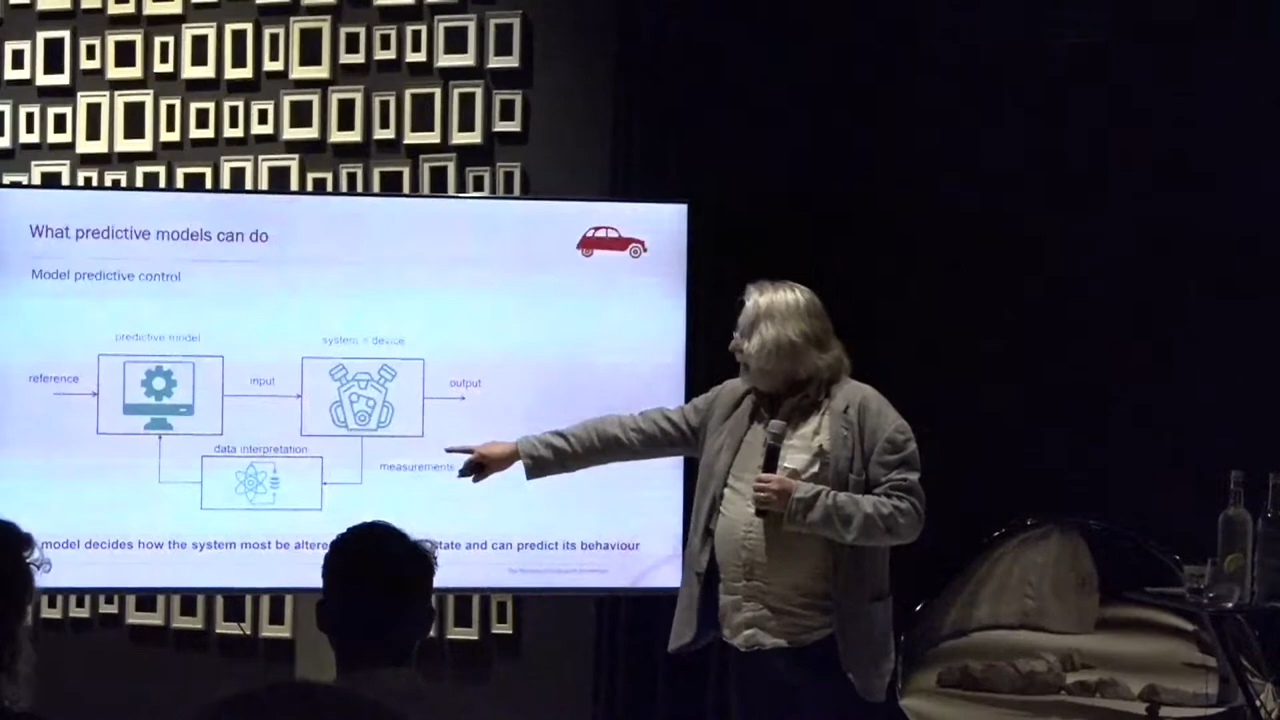 What predictive models can do
Model predictive control
predictive model
system = device
reference
input
output
data interpretation
measurements
model decides how the system most be altere tate and can predict its behaviour